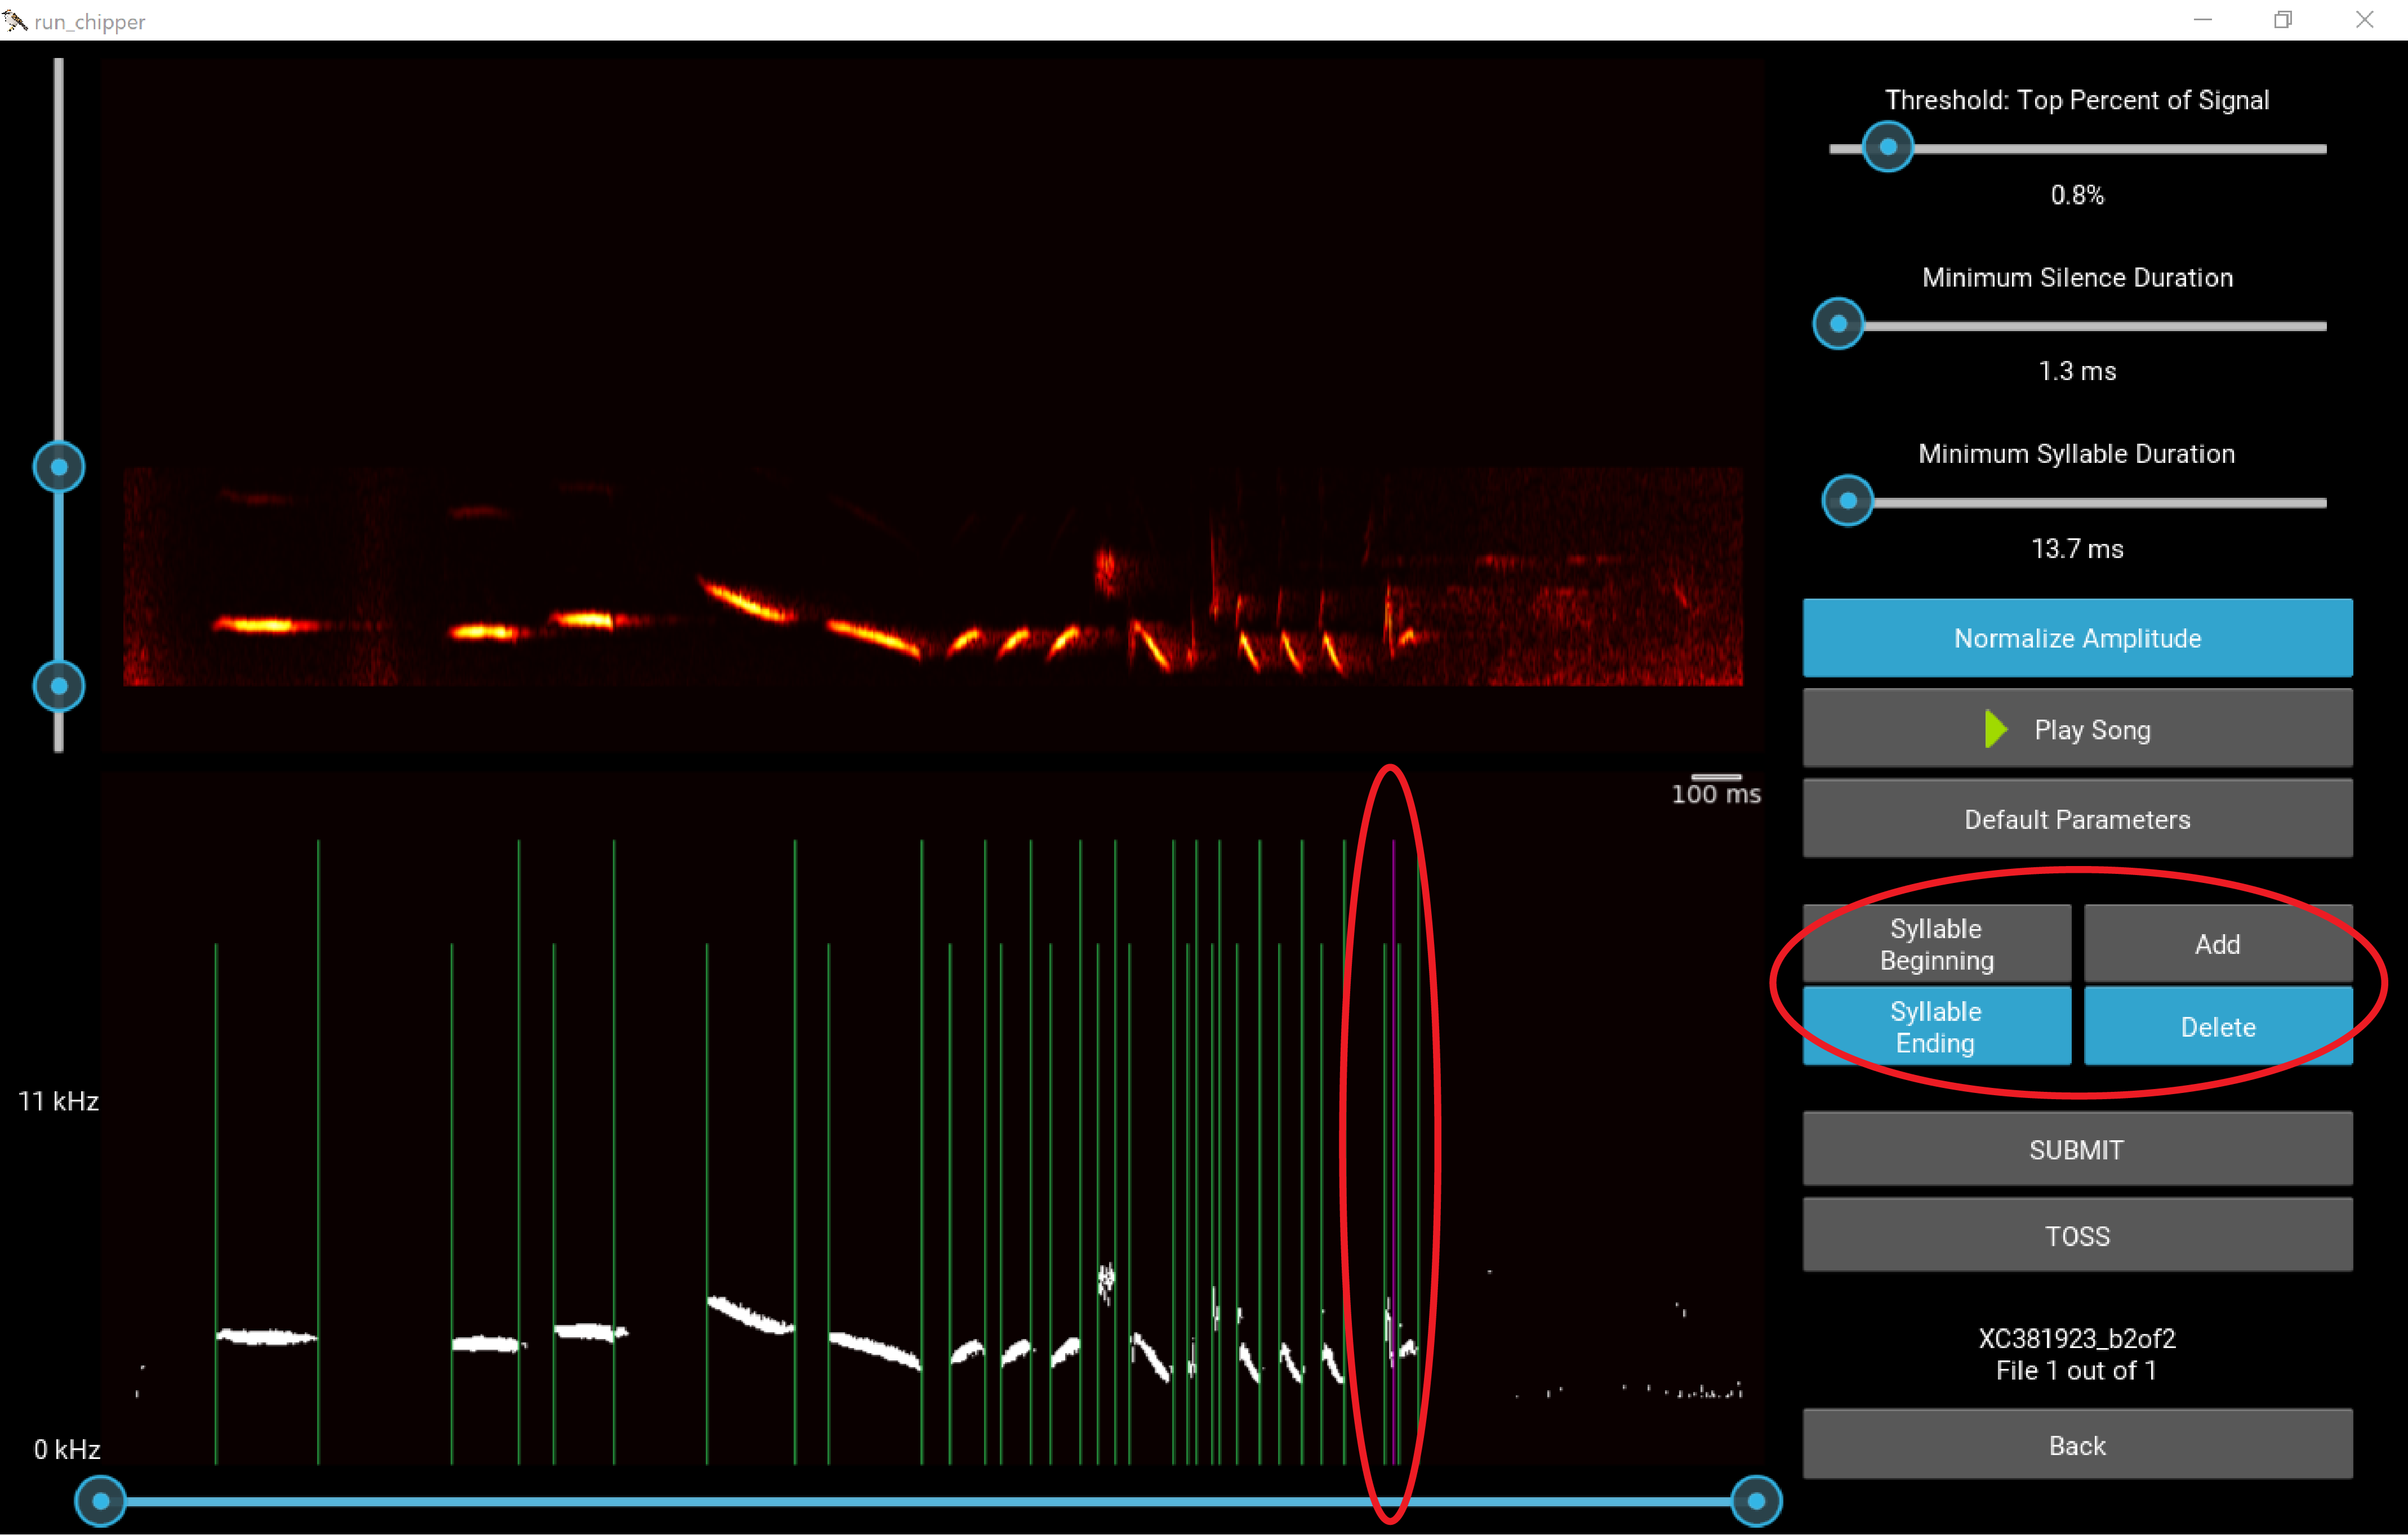 run_chipper
Threshold: Top Percent of Signal
0.8%
Minimum Silence Duration
1.3 ms
Minimum Syllable Duration
13.7 ms
Normalize Amplitude
Play Song
100 ms
Default Parameters
Syllable
Beginning
Add
Syllable
Ending
Delete
11 kHz
SUBMIT
TOSS
XC381923_b2of2
File 1 out of 1
0 kHz
Back